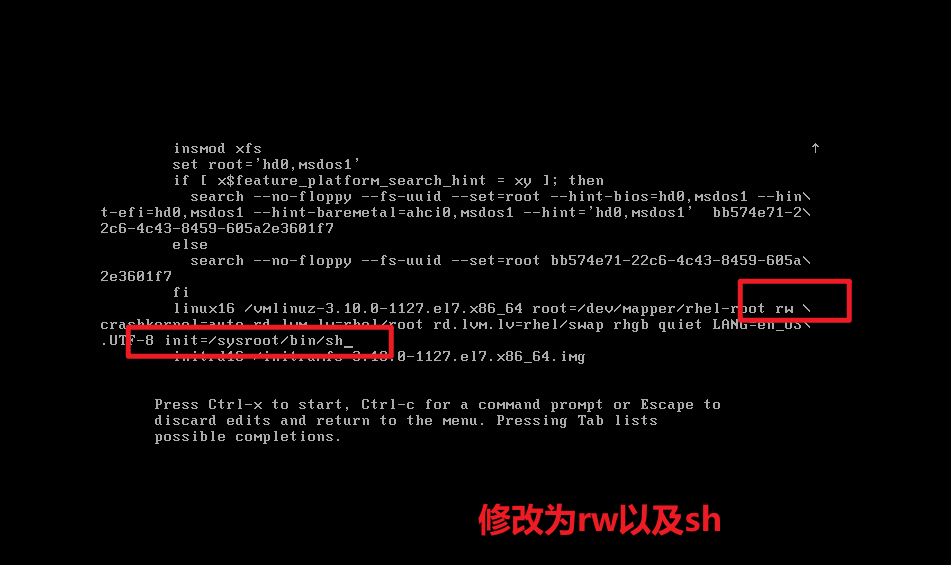 insmod xfs ↑
set root='hd0,msdos1'
if [ x$feature_platform_search_hint = xy ]; then
search --no-floppy --fs-uuid --set=root --hint-bios=hd0,msdos1 --hin\
t-efi=hd0,msdos1 --hint-baremetal=ahci0,msdos1 --hint='hd0,msdos1'  bb574e71-2\
2c6-4c43-8459-605a2e3601f7
else
search --no-floppy --fs-uuid --set=root bb574e71-22c6-4c43-8459-605a\
2e3601f7
fi
linux16 /vmlinuz-3.10.0-1127.el7.x86_64 root=/dev/mapper/rhel-root rw \
crashkernel=auto rd.lvm.lv=rhel/root rd.lvm.lv=rhel/swap rhgb quiet LANG=en_US\
.UTF-8 init=/sysroot/bin/sh_
initrd16 /initramfs-3.10.0-1127.el7.x86_64.img
Press Ctrl-x to start, Ctrl-c for a command prompt or Escape to
discard edits and return to the menu. Pressing Tab lists
possible completions.
修改为rw以及sh